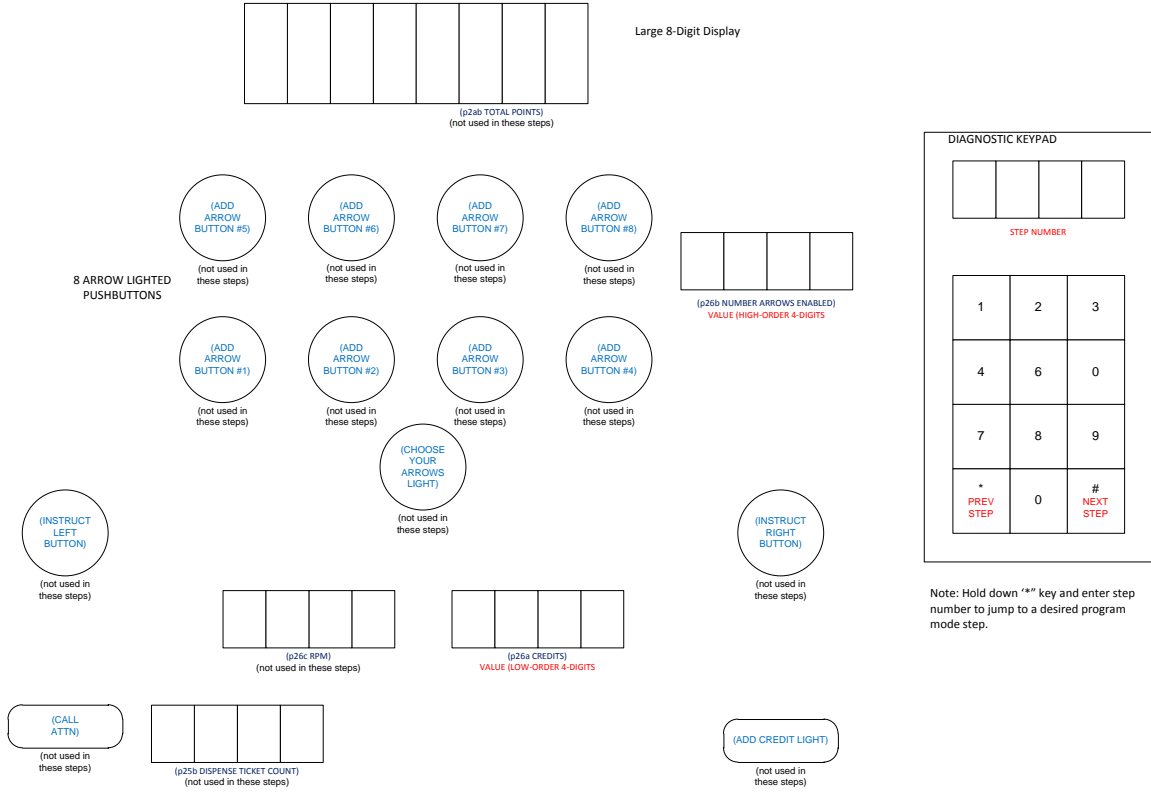 Large 8-Digit Display
(p2ab TOTAL POINTS)
(not used in these steps)
(ADD
ARROW
BUTTON #5)
(not used in
these steps)
(ADD
ARROW
BUTTON #6)
(not used in
these steps)
(ADD
ARROW
BUTTON #7)
(not used in
these steps)
(ADD
ARROW
BUTTON #8)
(not used in
these steps)
8 ARROW LIGHTED
PUSHBUTTONS
(p26b NUMBER ARROWS ENABLED)
VALUE (HIGH-ORDER 4-DIGITS
(ADD
ARROW
BUTTON #1)
(not used in
these steps)
(ADD
ARROW
BUTTON #2)
(not used in
these steps)
(ADD
ARROW
BUTTON #3)
(not used in
these steps)
(ADD
ARROW
BUTTON #4)
(not used in
these steps)
(CHOOSE
YOUR
ARROWS
LIGHT)
(not used in
these steps)
(INSTRUCT
LEFT
BUTTON)
(not used in
these steps)
(INSTRUCT
RIGHT
BUTTON)
(not used in
these steps)
(p26c RPM)
(not used in these steps)
(p26a CREDITS)
VALUE (LOW-ORDER 4-DIGITS
(CALL
ATTN)
(not used in
these steps)
(p25b DISPENSE TICKET COUNT)
(not used in these steps)
(ADD CREDIT LIGHT)
(not used in
these steps)
DIAGNOSTIC KEYPAD
STEP NUMBER
1 2 3
4 6 0
7 8 9
* 0 #
PREV NEXT
STEP STEP
Note: Hold down ‘*” key and enter step
number to jump to a desired program
mode step.